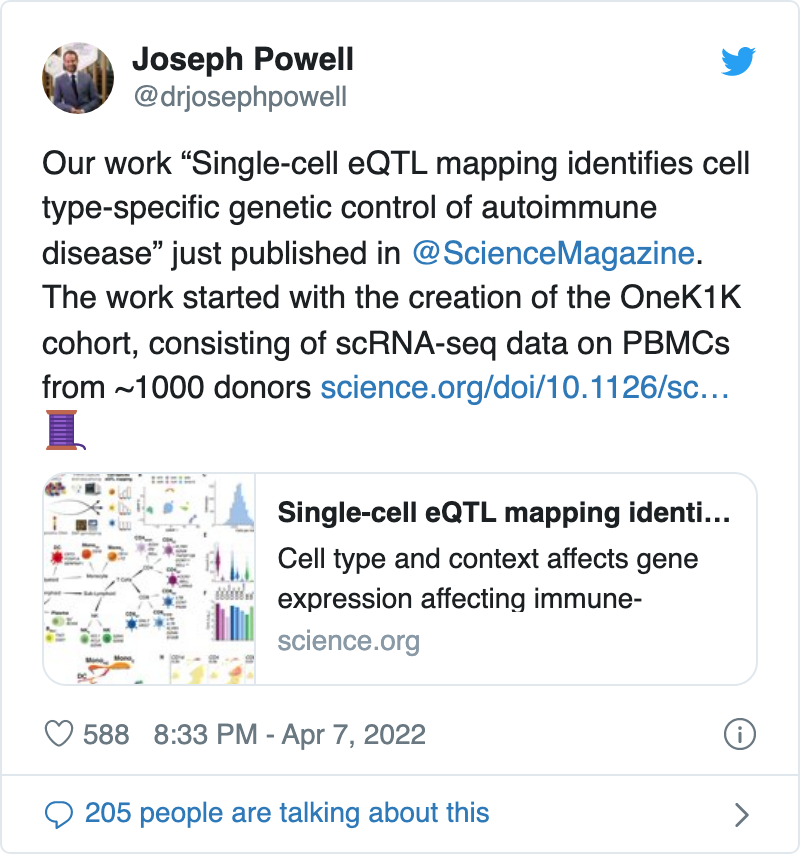 Joseph Powell
@drjosephpowell
Our work “Single-cell eQTL mapping identifies cell
type-specific genetic control of autoimmune
disease” just published in @ScienceMagazine.
The work started with the creation of the OneK1K
cohort, consisting of scRNA-seq data on PBMCs
from ~1000 donors science.org/doi/10.1126/sc…
Single-cell eQTL mapping identi…
Cell type and context affects gene
expression affecting immune-
science.org
588 8:33 PM - Apr 7, 2022
205 people are talking about this